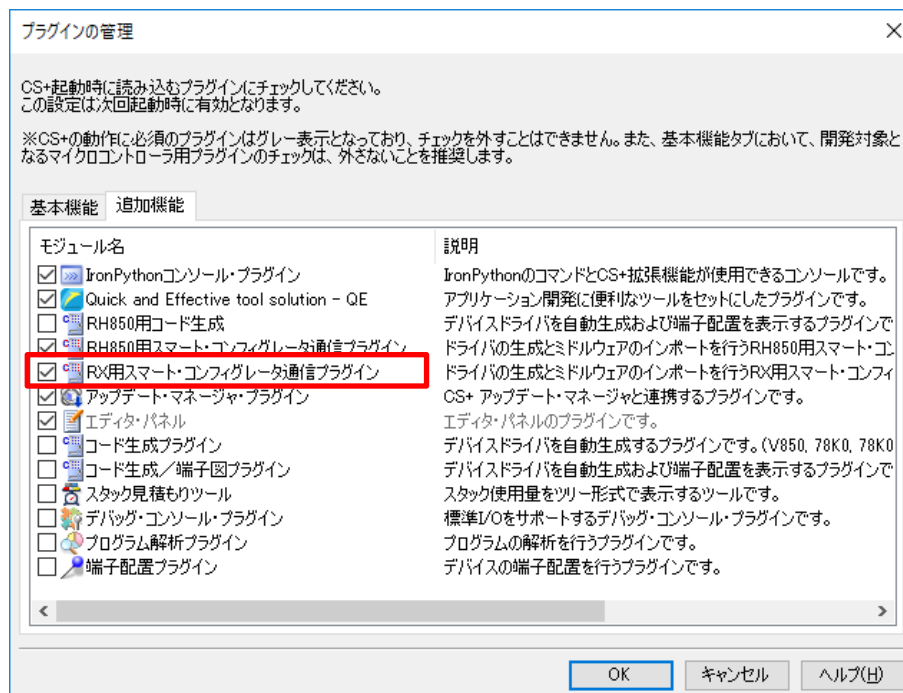 プラグインの管理
CS+起動時に読み込むプラグインにチェックしてください。
この設定は次回起動時に有効となります。
※CS+の動作に必須のプラグインはグレー表示となっており、チェックを外すことはできません。また、基本機能タブにおいて、開発対象と
なるマイクロコントローラ用プラグインのチェックは、外さないことを推奨します。
基本機能 追加機能
モジュール名 説明
IronPythonコンソール・プラグイン IronPythonのコマンドとCS+拡張機能が使用できるコンソールです。
Quick and Effective tool solution - QE アプリケーション開発に便利なツールをセットにしたプラグインです。
RH850用コード生成 デバイスドライバを自動生成および端子配置を表示するプラグインで
RH850用スマート・コンフィグレータ通信プラグイン ドライバの生成とミドルウェアのインポートを行うRH850用スマート・コン
RX用スマート・コンフィグレータ通信プラグイン ドライバの生成とミドルウェアのインポートを行うRX用スマート・コンフィ
アップデート・マネージャ・プラグイン CS+ アップデート・マネージャと連携するプラグインです。
エディタ・パネル エディタ・パネルのプラグインです。
コード生成プラグイン デバイスドライバを自動生成するプラグインです。(V850, 78K0, 78K0
コード生成/端子図プラグイン デバイスドライバを自動生成および端子配置を表示するプラグインで
スタック見積もりツール スタック使用量をツリー形式で表示するツールです。
デバッグ・コンソール・プラグイン 標準I/Oをサポートするデバッグ・コンソール・プラグインです。
プログラム解析プラグイン プログラムの解析を行うプラグインです。
端子配置プラグイン デバイスの端子配置を行うプラグインです。
OK キャンセル ヘルプ(H)